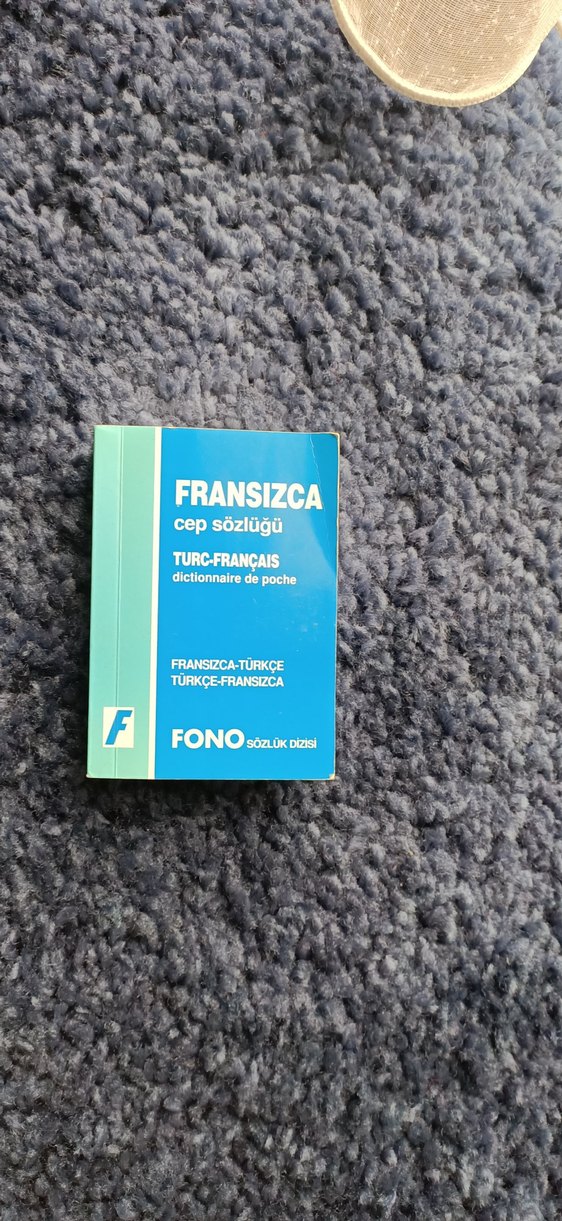 FRANSIZCA
cep sözlüğü
TURC-FRANÇAIS
dictionnaire de poche
FRANSIZCA-TÜRKÇE
TÜRKÇE-FRANSIZCA
F
FONO SÖZLÜK DİZİSİ